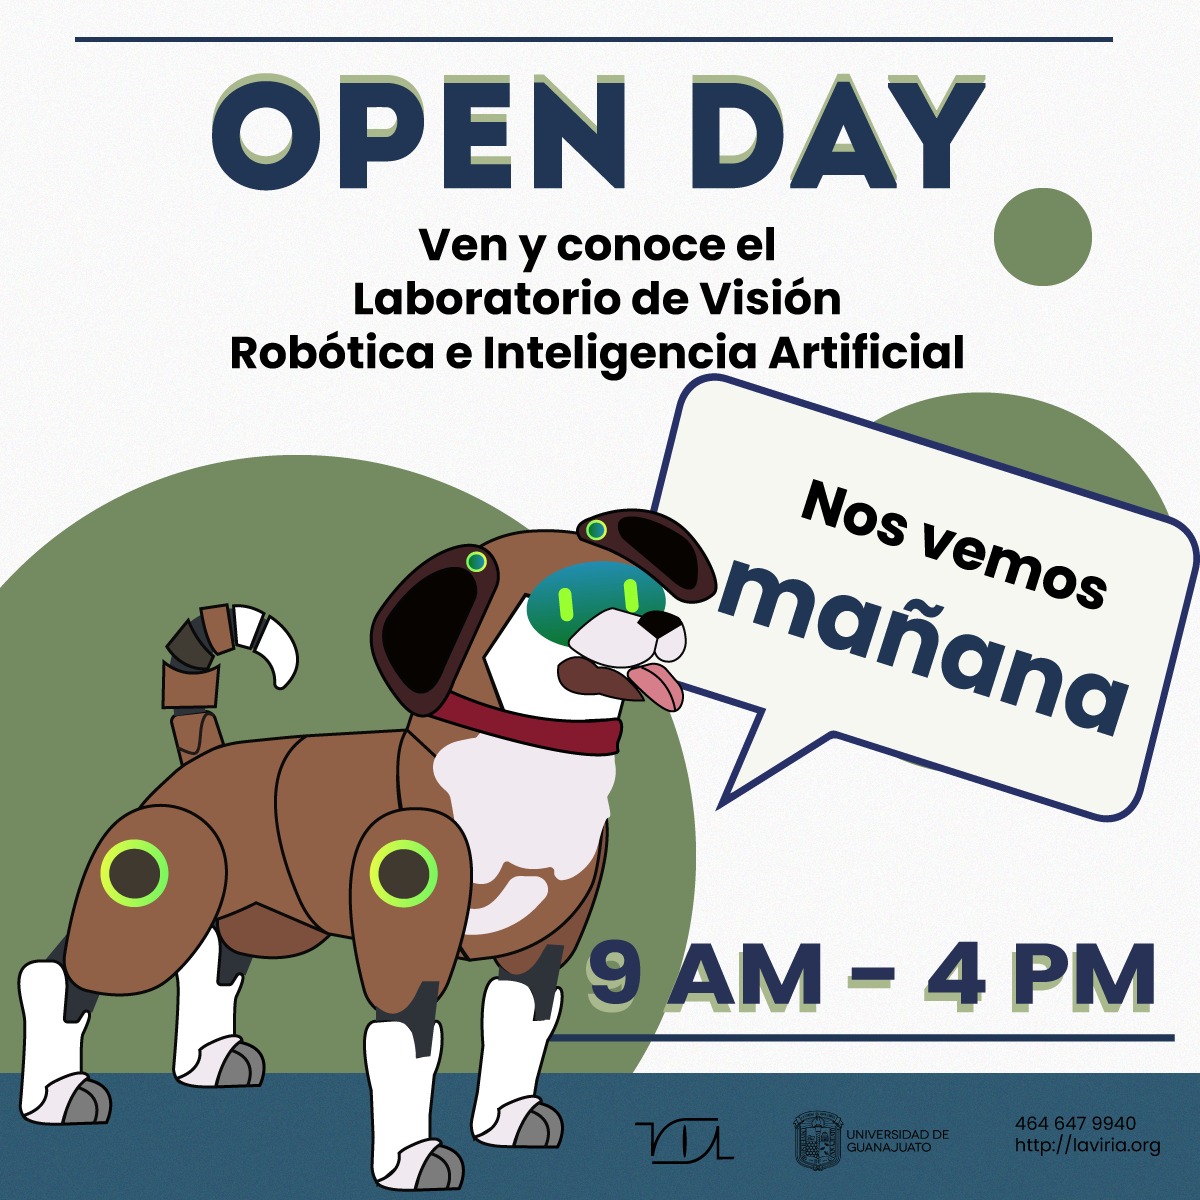 OPEN DAY
Ven y conoce el
Laboratorio de Visión
Robótica e Inteligencia Artificial
Nos vemos
mañana
9 AM - 4 PM
UNIVERSIDAD DE
GUANAJUATO
464 647 9940
http://laviria.org